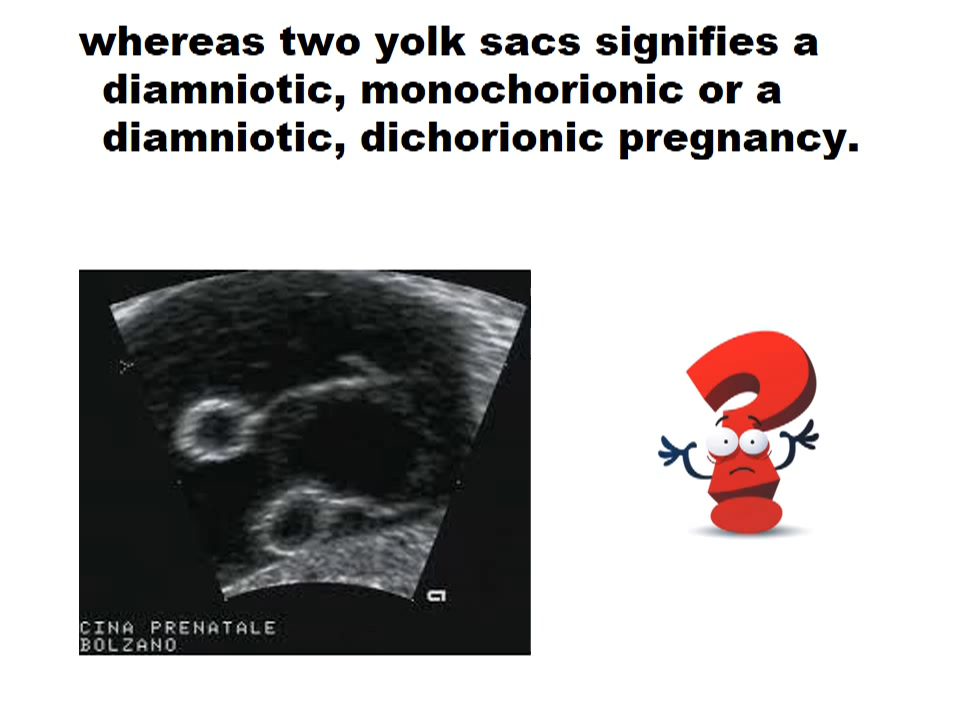 whereas two yolk sacs signifies a
diamniotic, monochorionic or a
diamniotic, dichorionic pregnancy.
CINA PRENATALE
BOLZANO